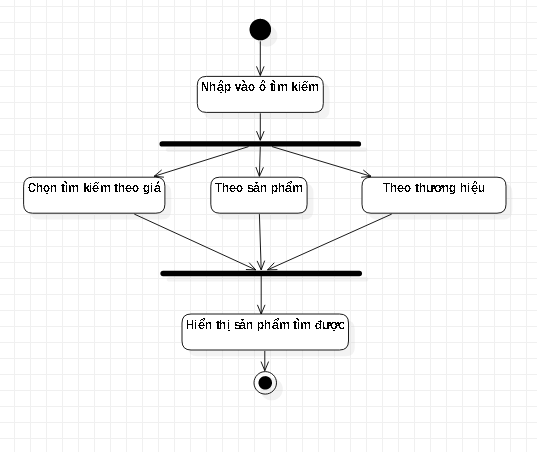 Nhập vào ô tìm kiếm
Chọn tìm kiếm theo giá
Theo sản phẩm
Theo thương hiệu
Hiển thị sản phẩm tìm được